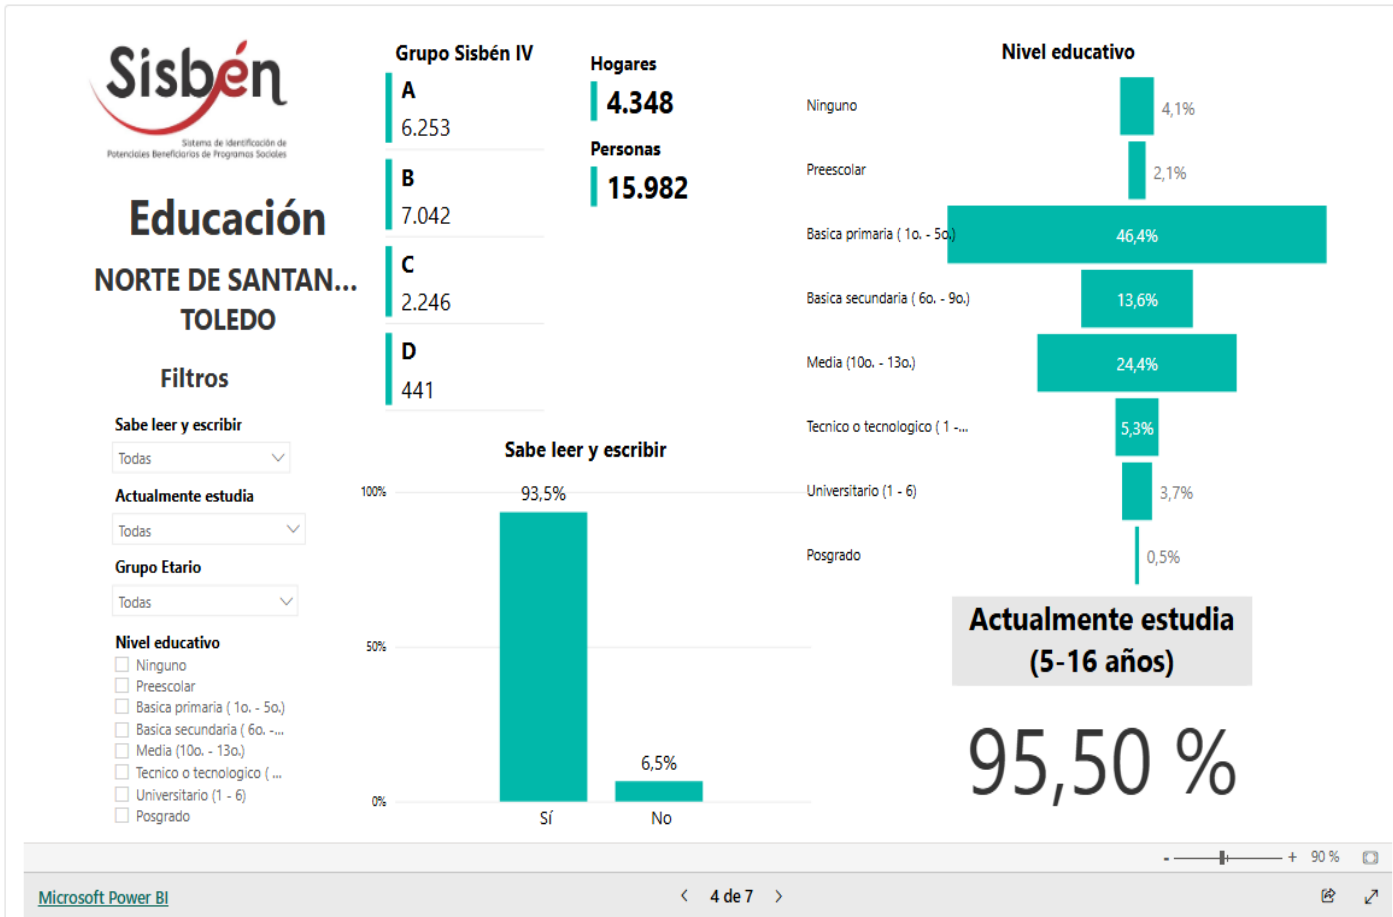 Sisbén
Sistema de Identificación de
Potenciales Beneficiarios de Programas Sociales
Educación
NORTE DE SANTAN...
TOLEDO
Filtros
Sabe leer y escribir
Todas
Actualmente estudia
Todas
Grupo Etario
Todas
Nivel educativo
Ninguno
Preescolar
Basica primaria ( 1o. - 5o.)
Basica secundaria ( 6o. -...
Media (10o. - 13o.)
Tecnico o tecnologico ( ...
Universitario (1 - 6)
Posgrado
Grupo Sisbén IV
A
6.253
B
7.042
C
2.246
D
441
Hogares
4.348
Personas
15.982
Sabe leer y escribir
100%
50%
0%
93,5%
6,5%
Sí
No
Nivel educativo
Ninguno
4,1%
Preescolar
2,1%
Basica primaria ( 1o. - 5o.)
46,4%
Basica secundaria ( 6o. - 9o.)
13,6%
Media (10o. - 13o.)
24,4%
Tecnico o tecnologico ( 1 -...
5,3%
Universitario (1 - 6)
3,7%
Posgrado
0,5%
Actualmente estudia
(5-16 años)
95,50 %
- + 90 %
Microsoft Power BI
< 4 de 7 >